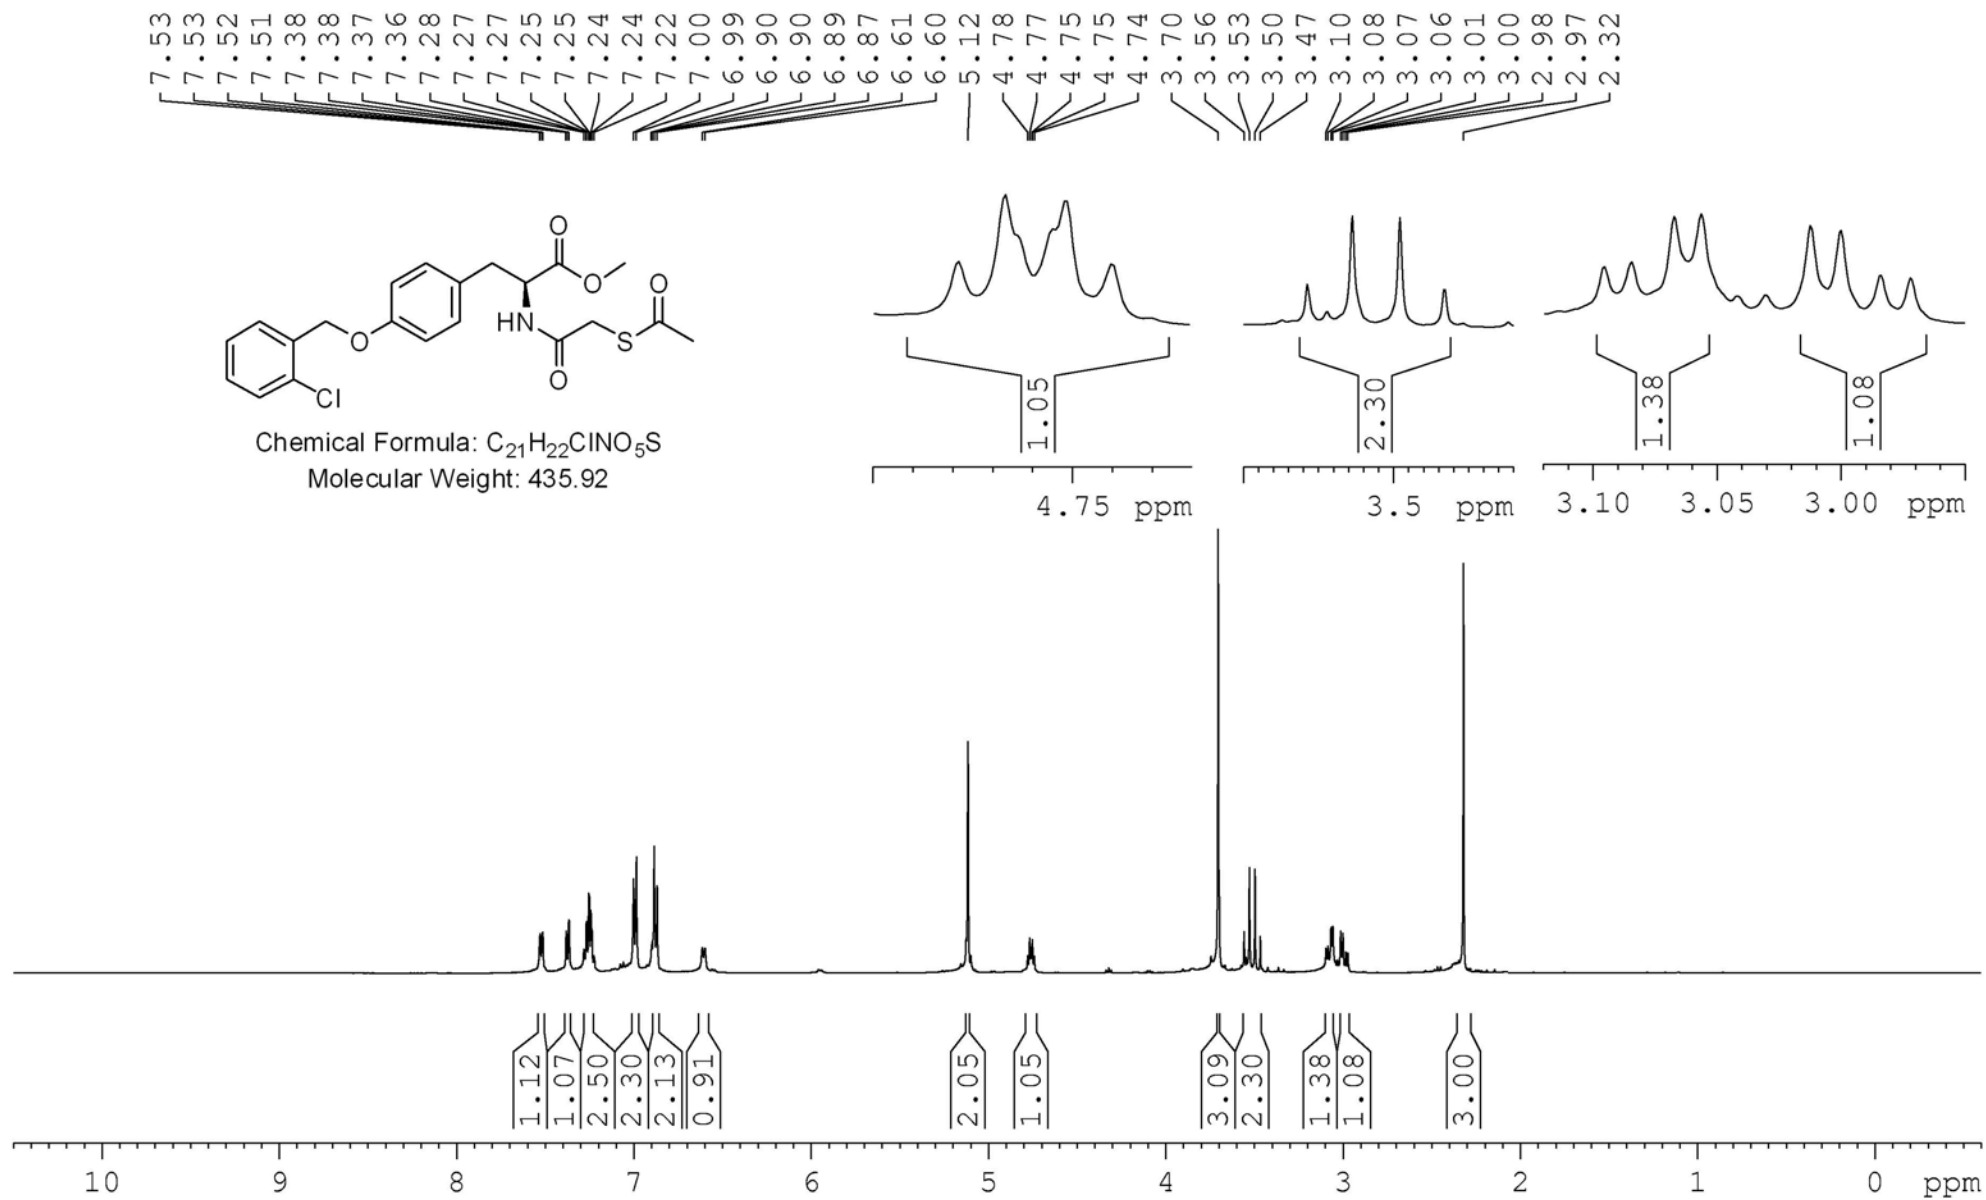 7.53 7.53 7.52 7.51 7.38 7.38 7.37 7.36 7.28 7.27 7.27 7.25 7.25 7.24 7.24 7.22 7.00 6.99 6.90 6.90 6.89 6.87 6.61 6.60 5.12 4.78 4.77 4.75 4.75 4.74 3.70 3.56 3.53 3.50 3.47 3.10 3.08 3.07 3.06 3.01 3.00 2.98 2.97 2.32
O
O
HN
O
S
O
O
Cl
Chemical Formula: C₂₁H₂₂ClNO₅S
Molecular Weight: 435.92
1.05
2.30
1.38
1.08
4.75 ppm
3.5 ppm
3.10 3.05 3.00 ppm
1.12 1.07 2.50 2.30 2.13 0.91 2.05 1.05 3.09 2.30 1.38 1.08 3.00
10 9 8 7 6 5 4 3 2 1 0 ppm